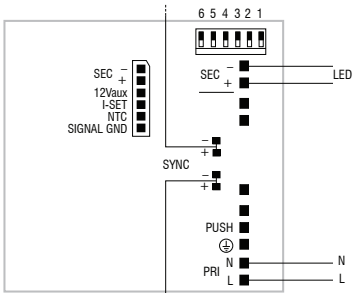 6 5 4 3 2 1
SEC – +
LED
SEC –
+
12Vaux
I-SET
NTC
SIGNAL GND
–
+
SYNC
–
+
PUSH
PRI N N
L L